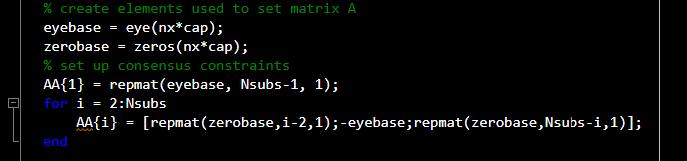 % create elements used to set matrix A
eyebase = eye(nx*cap);
zerobase = zeros(nx*cap);
% set up consensus constraints
AA{1} = repmat(eyebase, Nsubs-1, 1);
for i = 2:Nsubs
AA{i} = [repmat(zerobase,i-2,1);-eyebase;repmat(zerobase,Nsubs-i,1)];
end